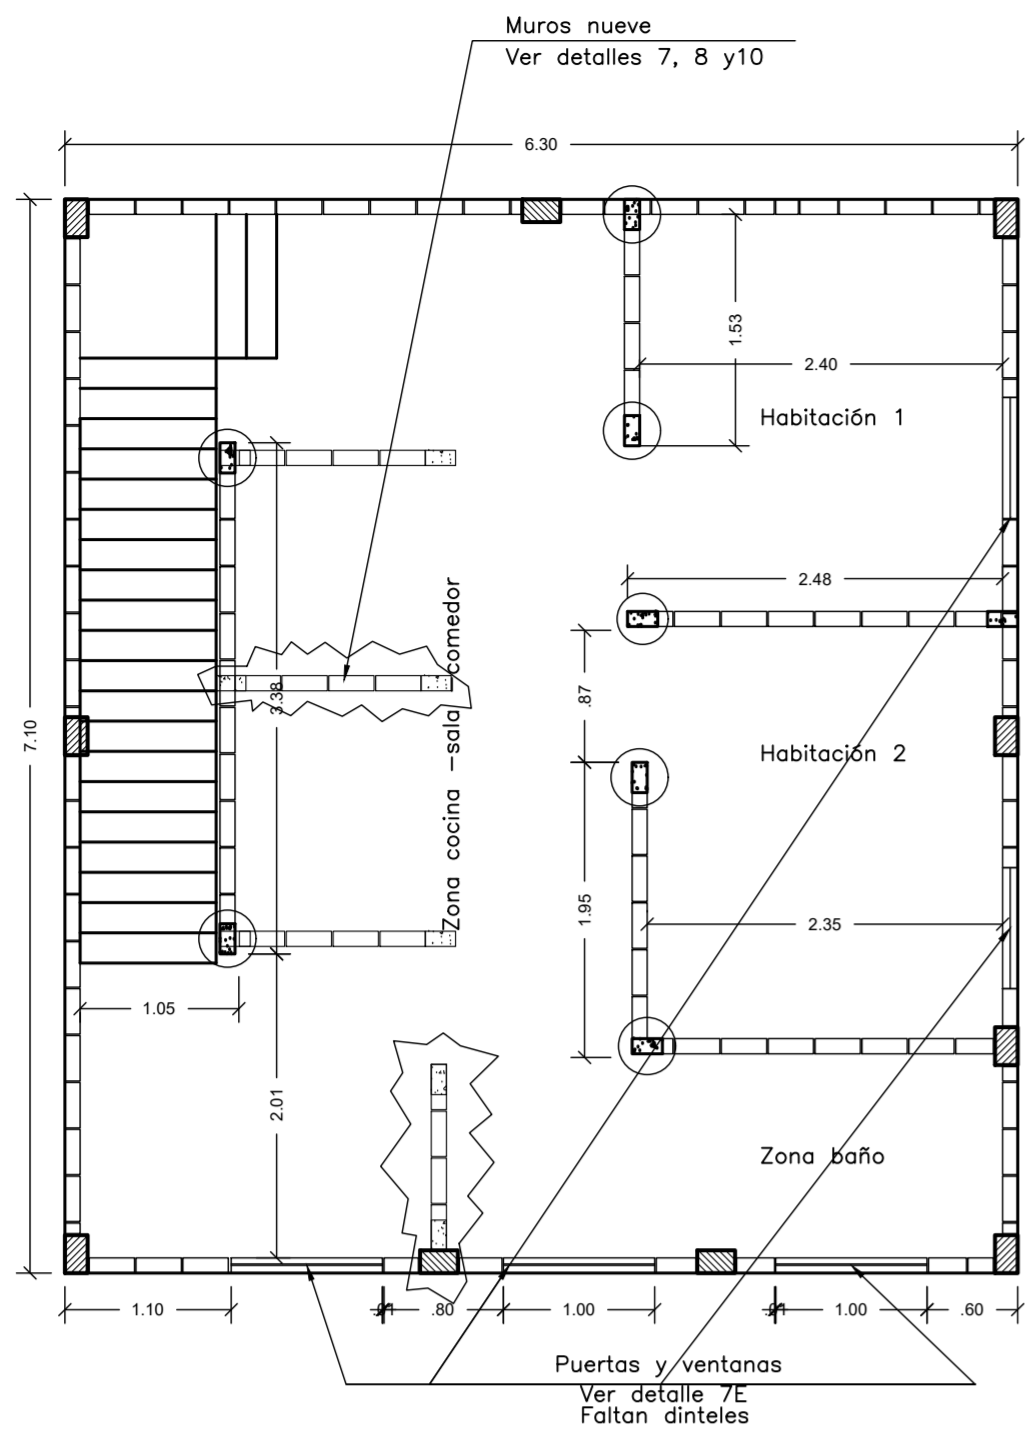 Muros nueve
Ver detalles 7, 8 y10
6.30
1.53
2.40
Habitación 1
2.48
3.38
.87
7.10
Zona cocina -sala comedor
Habitación 2
1.95
2.35
1.05
2.01
Zona baño
1.10
.80
1.00
1.00
.60
Puertas y ventanas
Ver detalle 7E
Faltan dinteles